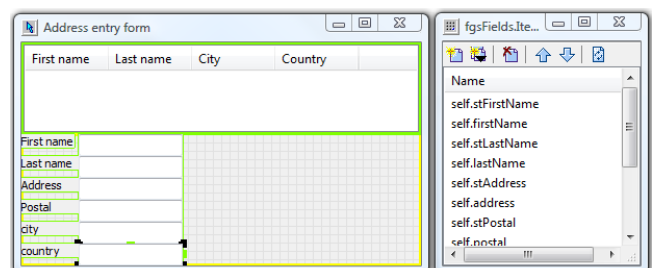 Address entry form
First name Last name City Country
First name
Last name
Address
Postal
city
country
fgsFields.Ite...
Name
self.stFirstName
self.firstName
self.stLastName
self.lastName
self.stAddress
self.address
self.stPostal
self.postal